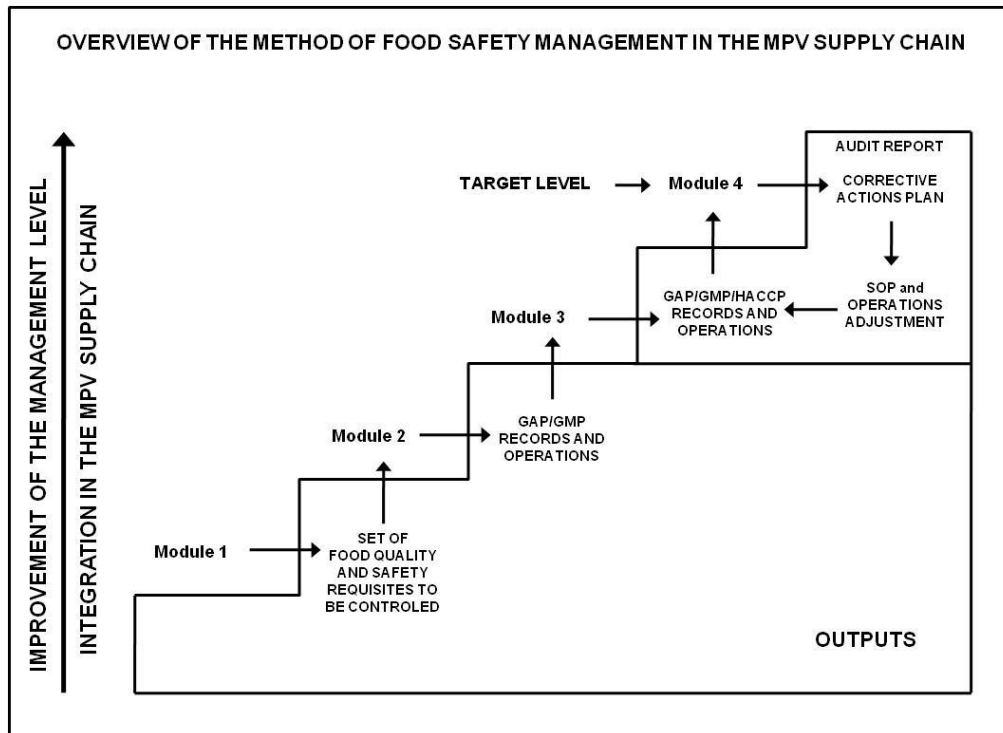 OVERVIEW OF THE METHOD OF FOOD SAFETY MANAGEMENT IN THE MPV SUPPLY CHAIN
IMPROVEMENT OF THE MANAGEMENT LEVEL
INTEGRATION IN THE MPV SUPPLY CHAIN
AUDIT REPORT
TARGET LEVEL
Module 4
CORRECTIVE
ACTIONS PLAN
Module 3
GAP/GMP/HACCP
RECORDS AND
OPERATIONS
SOP and
OPERATIONS
ADJUSTMENT
Module 2
GAP/GMP
RECORDS AND
OPERATIONS
Module 1
SET OF
FOOD QUALITY
AND SAFETY
REQUISITES TO
BE CONTROLED
OUTPUTS